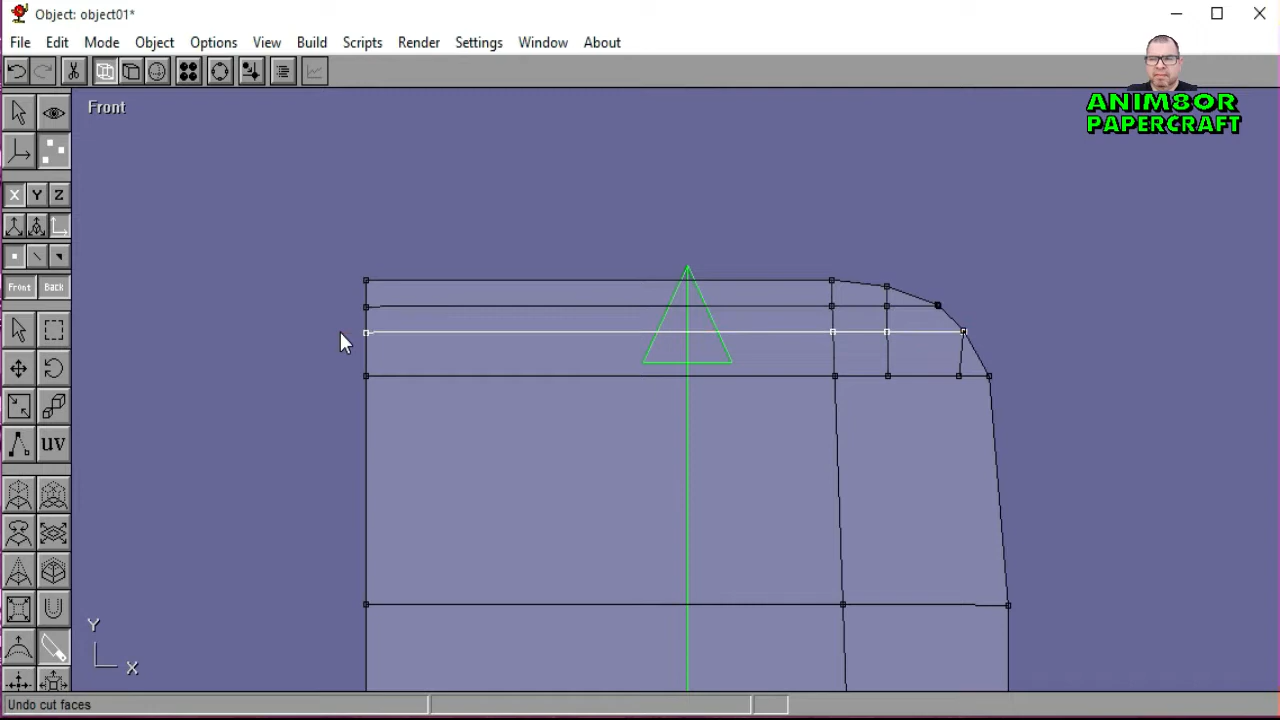 Object: object01*
File Edit Mode Object Options View Build Scripts Render Settings Window About
ANIM8OR
PAPERCRAFT
Front
X Y Z
Front Back
uv
Y
X
Undo cut faces